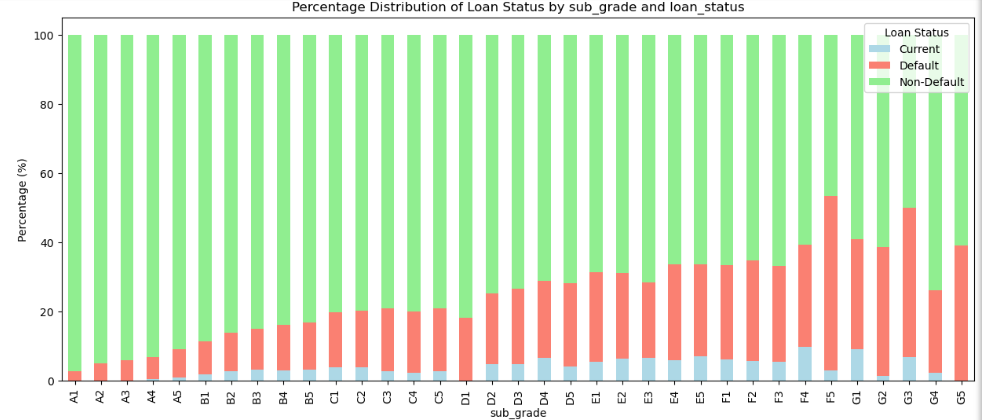 Percentage Distribution of Loan Status by sub_grade and loan_status
Loan Status
Current
Default
Non-Default
Percentage (%)
100
80
60
40
20
0
A1 A2 A3 A4 A5 B1 B2 B3 B4 B5 C1 C2 C3 C4 C5 D1 D2 D3 D4 D5 E1 E2 E3 E4 E5 F1 F2 F3 F4 F5 G1 G2 G3 G4 G5
sub_grade